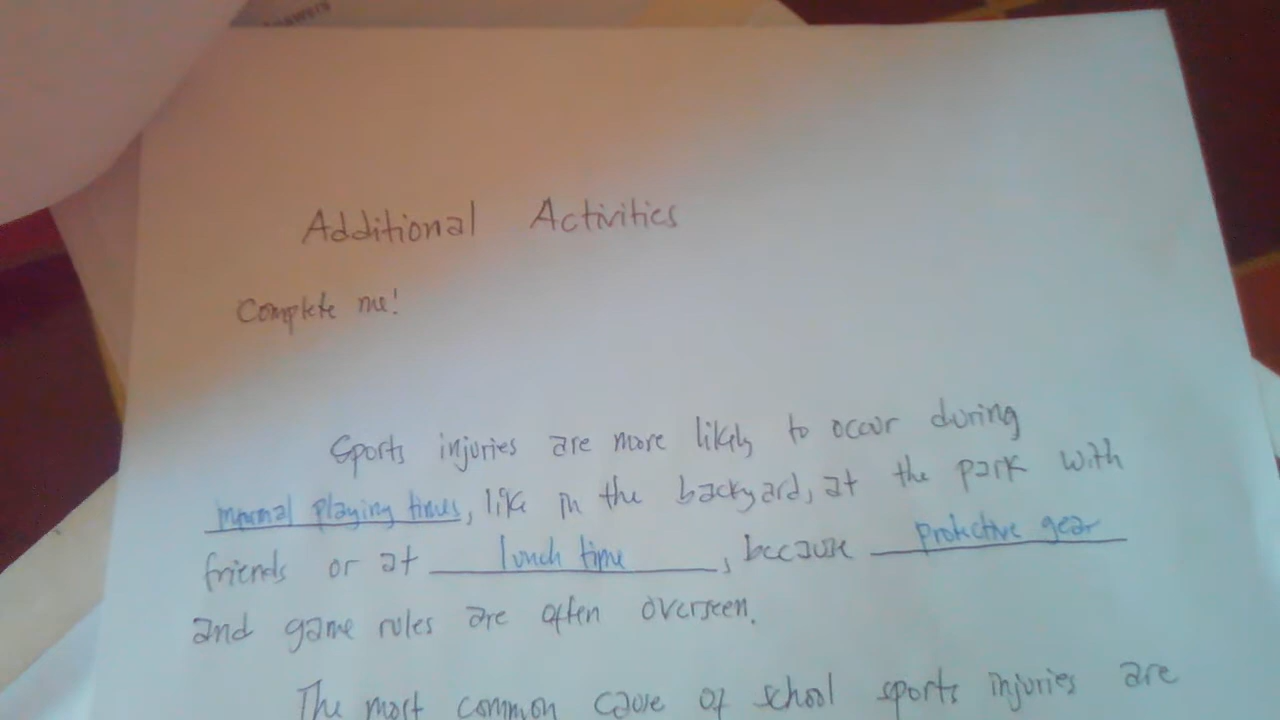 Answers
Additional Activities
Complete me!
Sports injuries are more likely to occur during
playing times, like in the backyard, at the park with
friends or at lunch time, because protective gear
and game rules are often overseen.
The most common cause of school sports injuries are